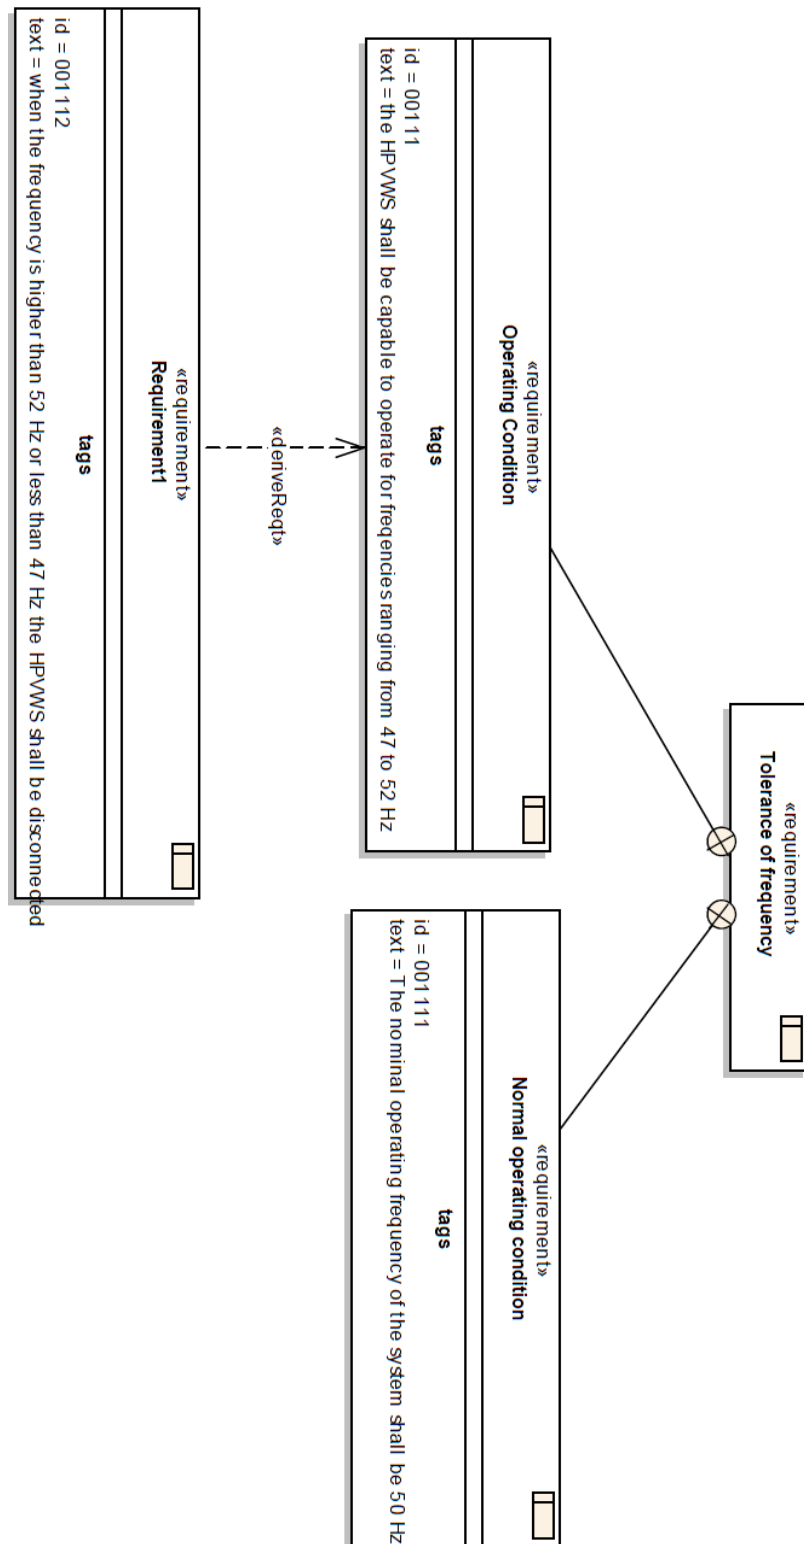 «requirement»
Tolerance of frequency
«requirement»
Operating Condition
tags
id = 00111
text = the HPVWS shall be capable to operate for freqencies ranging from 47 to 52 Hz
«requirement»
Normal operating condition
tags
id = 001111
text = The nominal operating frequency of the system shall be 50 Hz
«deriveReqt»
«requirement»
Requirement1
tags
id = 001112
text = when the frequency is higher than 52 Hz or less than 47 Hz the HPVWS shall be disconnected